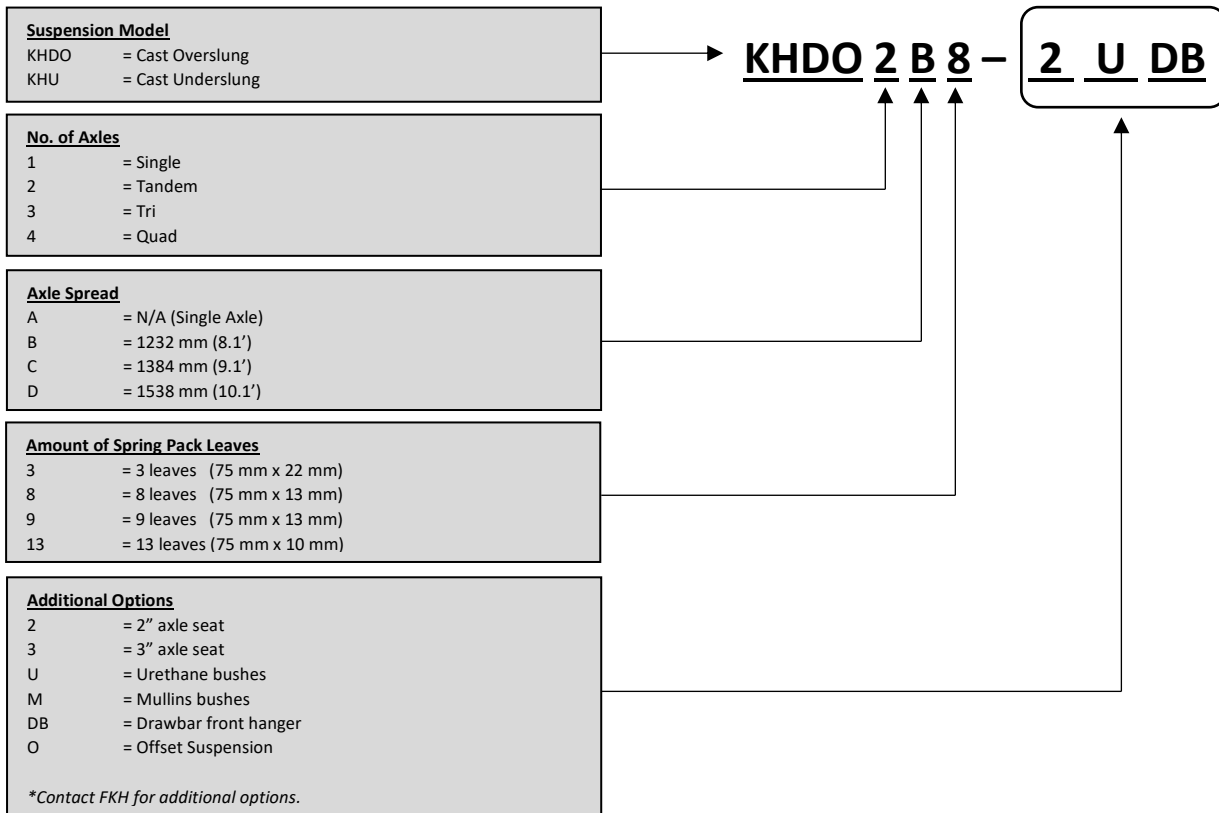 Suspension Model
KHDO = Cast Overslung
KHU = Cast Underslung
KHDO 2 B 8 – 2 U DB
No. of Axles
1 = Single
2 = Tandem
3 = Tri
4 = Quad
Axle Spread
A = N/A (Single Axle)
B = 1232 mm (8.1’)
C = 1384 mm (9.1’)
D = 1538 mm (10.1’)
Amount of Spring Pack Leaves
3 = 3 leaves (75 mm x 22 mm)
8 = 8 leaves (75 mm x 13 mm)
9 = 9 leaves (75 mm x 13 mm)
13 = 13 leaves (75 mm x 10 mm)
Additional Options
2 = 2” axle seat
3 = 3” axle seat
U = Urethane bushes
M = Mullins bushes
DB = Drawbar front hanger
O = Offset Suspension
*Contact FKH for additional options.